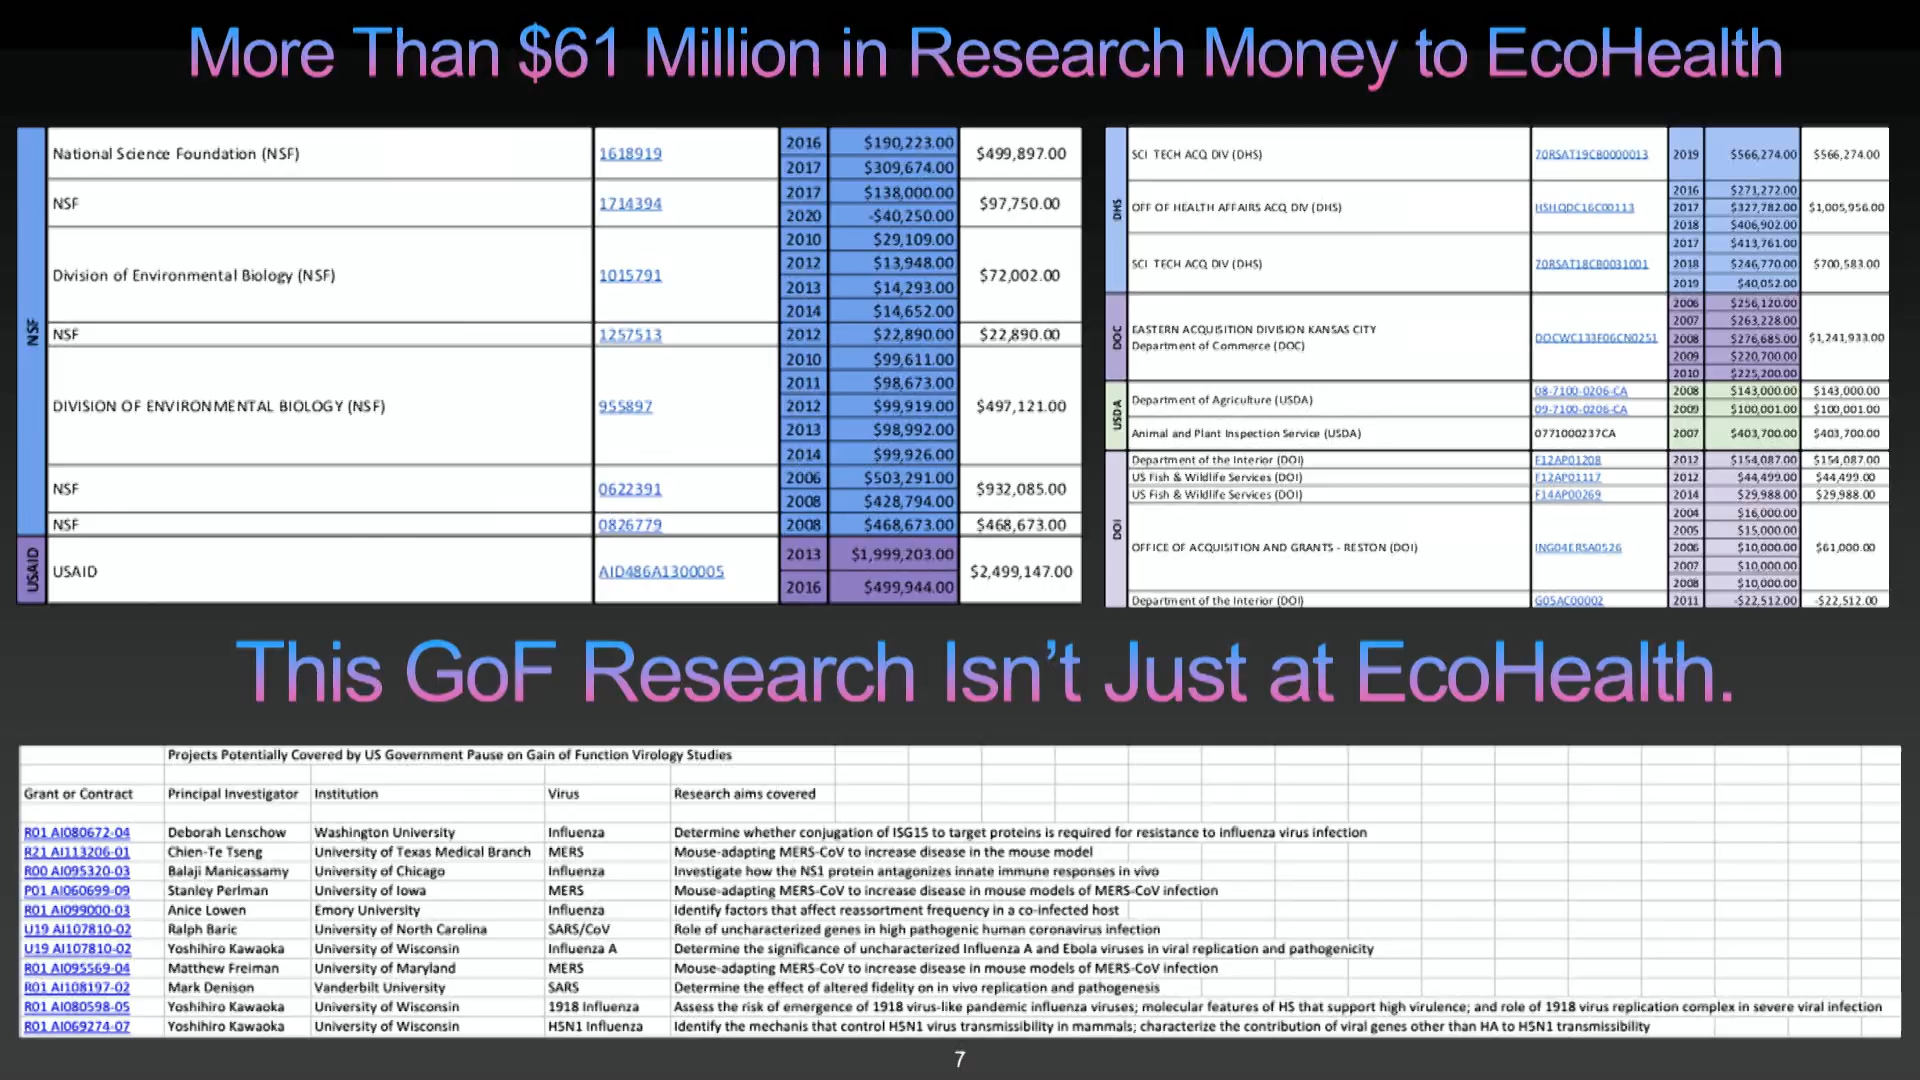 More Than $61 Million in Research Money to EcoHealth
NSF
National Science Foundation (NSF) 1618919 2016 $190,223.00 $499,897.00
2017 $309,674.00
NSF 1714394 2017 $138,000.00 $97,750.00
2020 -$40,250.00
Division of Environmental Biology (NSF) 1015791 2010 $29,109.00 $72,002.00
2012 $13,948.00
2013 $14,293.00
2014 $14,652.00
NSF 1257513 2012 $22,890.00 $22,890.00
DIVISION OF ENVIRONMENTAL BIOLOGY (NSF) 955897 2010 $99,611.00 $497,121.00
2011 $98,673.00
2012 $99,919.00
2013 $98,992.00
2014 $99,926.00
NSF 0622391 2006 $503,291.00 $932,085.00
2008 $428,794.00
NSF 0826779 2008 $468,673.00 $468,673.00
USAID
USAID AID486A1300005 2013 $1,999,203.00 $2,499,147.00
2016 $499,944.00
DHS
SCI TECH ACQ DIV (DHS) 70RSAT19CB0000013 2019 $566,274.00 $566,274.00
OFF OF HEALTH AFFAIRS ACQ DIV (DHS) HSHQDC16C00113 2016 $271,272.00 $1,005,956.00
2017 $327,782.00
2018 $406,902.00
SCI TECH ACQ DIV (DHS) 70RSAT18CB0031001 2017 $413,761.00 $700,583.00
2018 $246,770.00
2019 $40,052.00
DOC
EASTERN ACQUISITION DIVISION KANSAS CITY
Department of Commerce (DOC) DOCWC133F06CN0251 2006 $256,120.00 $1,241,933.00
2007 $263,228.00
2008 $276,685.00
2009 $220,700.00
2010 $225,200.00
USDA
Department of Agriculture (USDA) 08-7100-0206-CA 2008 $143,000.00 $143,000.00
09-7100-0206-CA 2009 $100,001.00 $100,001.00
Animal and Plant Inspection Service (USDA) 0771000237CA 2007 $403,700.00 $403,700.00
DOI
Department of the Interior (DOI) F12AP01208 2012 $154,087.00 $154,087.00
US Fish & Wildlife Services (DOI) F12AP01117 2012 $44,499.00 $44,499.00
US Fish & Wildlife Services (DOI) F14AP00269 2014 $29,988.00 $29,988.00
OFFICE OF ACQUISITION AND GRANTS - RESTON (DOI) ING04ERSA0526 2004 $16,000.00 $61,000.00
2005 $15,000.00
2006 $10,000.00
2007 $10,000.00
2008 $10,000.00
Department of the Interior (DOI) G05AC00002 2011 -$22,512.00 -$22,512.00
This GoF Research Isn't Just at EcoHealth.
Projects Potentially Covered by US Government Pause on Gain of Function Virology Studies
Grant or Contract Principal Investigator Institution Virus Research aims covered
R01 AI080672-04 Deborah Lenschow Washington University Influenza Determine whether conjugation of ISG15 to target proteins is required for resistance to influenza virus infection
R21 AI113206-01 Chien-Te Tseng University of Texas Medical Branch MERS Mouse-adapting MERS-CoV to increase disease in the mouse model
R00 AI095320-03 Balaji Manicassamy University of Chicago Influenza Investigate how the NS1 protein antagonizes innate immune responses in vivo
P01 AI060699-09 Stanley Perlman University of Iowa MERS Mouse-adapting MERS-CoV to increase disease in mouse models of MERS-CoV infection
R01 AI099000-03 Anice Lowen Emory University Influenza Identify factors that affect reassortment frequency in a co-infected host
U19 AI107810-02 Ralph Baric University of North Carolina SARS/CoV Role of uncharacterized genes in high pathogenic human coronavirus infection
U19 AI107810-02 Yoshihiro Kawaoka University of Wisconsin Influenza A Determine the significance of uncharacterized Influenza A and Ebola viruses in viral replication and pathogenicity
R01 AI095569-04 Matthew Freiman University of Maryland MERS Mouse-adapting MERS-CoV to increase disease in mouse models of MERS-CoV infection
R01 AI108197-02 Mark Denison Vanderbilt University SARS Determine the effect of altered fidelity on in vivo replication and pathogenesis
R01 AI080598-05 Yoshihiro Kawaoka University of Wisconsin 1918 Influenza Assess the risk of emergence of 1918 virus-like pandemic influenza viruses; molecular features of HS that support high virulence; and role of 1918 virus replication complex in severe viral infection
R01 AI069274-07 Yoshihiro Kawaoka University of Wisconsin H5N1 Influenza Identify the mechanis that control H5N1 virus transmissibility in mammals; characterize the contribution of viral genes other than HA to H5N1 transmissibility
7